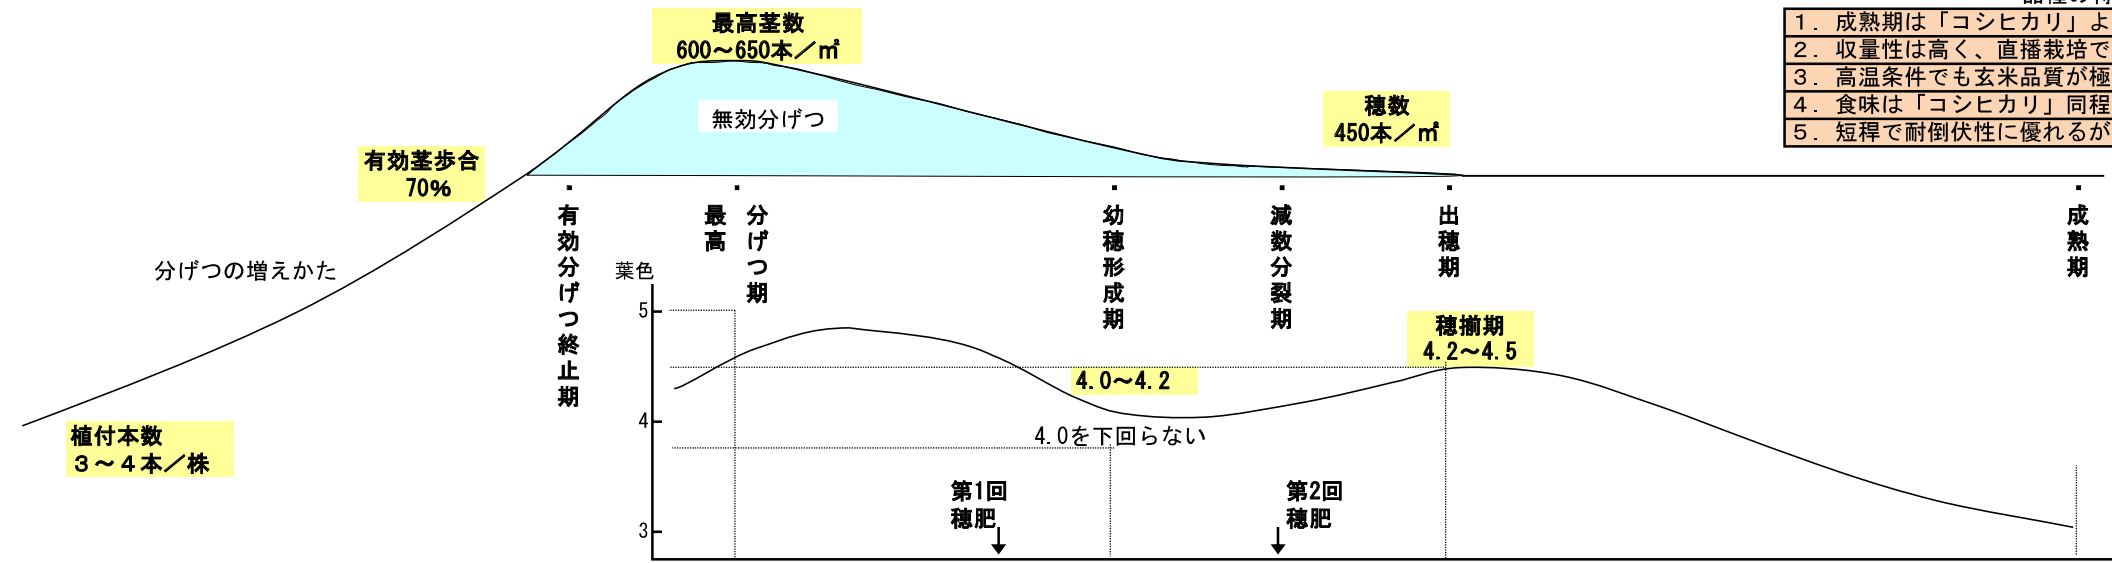 最高茎数
600～650本／㎡
無効分げつ
穂数
450本／㎡
1．成熟期は「コシヒカリ」よ
2．収量性は高く、直播栽培で
3．高温条件でも玄米品質が極
4．食味は「コシヒカリ」同程
5．短稈で耐倒伏性に優れるが
有効茎歩合
70%
分げつの増えかた
植付本数
３～４本／株
有効分げつ終止期
最高
分げつ期
幼穂形成期
減数分裂期
出穂期
成熟期
葉色
5
4
3
穂揃期
4.2～4.5
4.0～4.2
4.0を下回らない
第1回
穂肥
第2回
穂肥